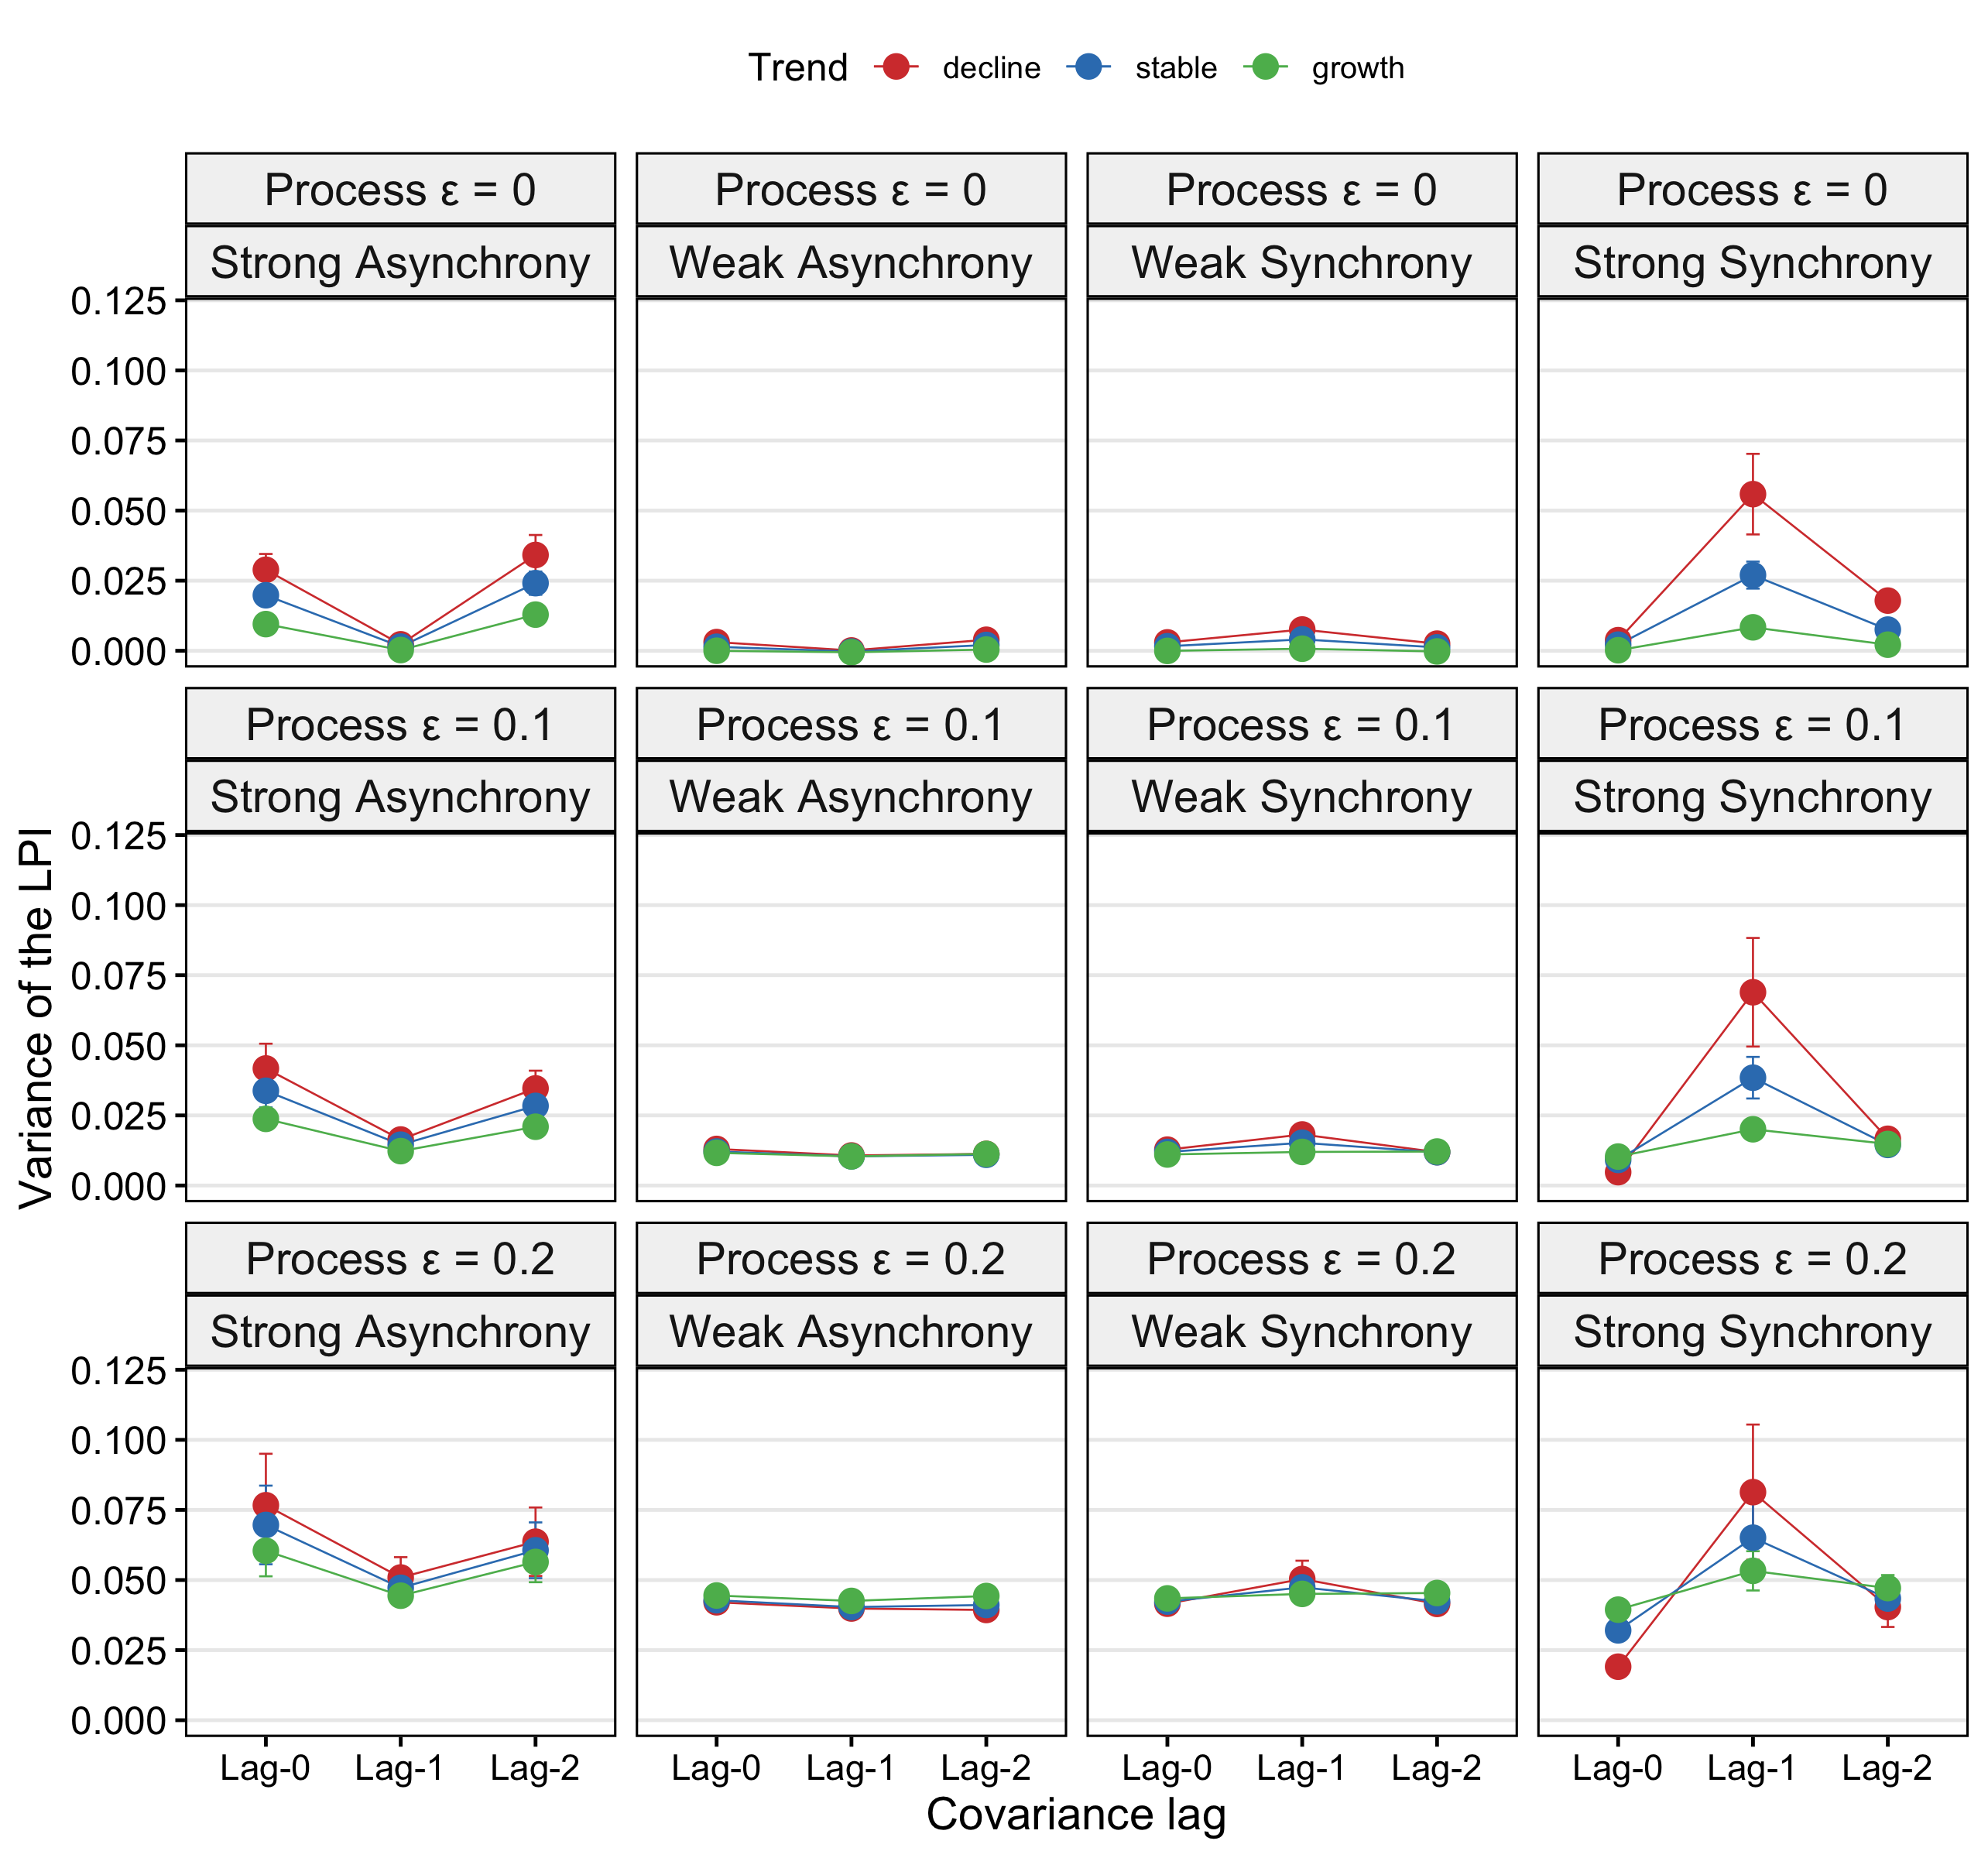 Trend decline stable growth
Process ε = 0 Process ε = 0 Process ε = 0 Process ε = 0
Strong Asynchrony Weak Asynchrony Weak Synchrony Strong Synchrony
0.125
0.100
0.075
0.050
0.025
0.000
Process ε = 0.1 Process ε = 0.1 Process ε = 0.1 Process ε = 0.1
Strong Asynchrony Weak Asynchrony Weak Synchrony Strong Synchrony
0.125
0.100
0.075
0.050
0.025
0.000
Variance of the LPI
Process ε = 0.2 Process ε = 0.2 Process ε = 0.2 Process ε = 0.2
Strong Asynchrony Weak Asynchrony Weak Synchrony Strong Synchrony
0.125
0.100
0.075
0.050
0.025
0.000
Lag-0 Lag-1 Lag-2 Lag-0 Lag-1 Lag-2 Lag-0 Lag-1 Lag-2 Lag-0 Lag-1 Lag-2
Covariance lag